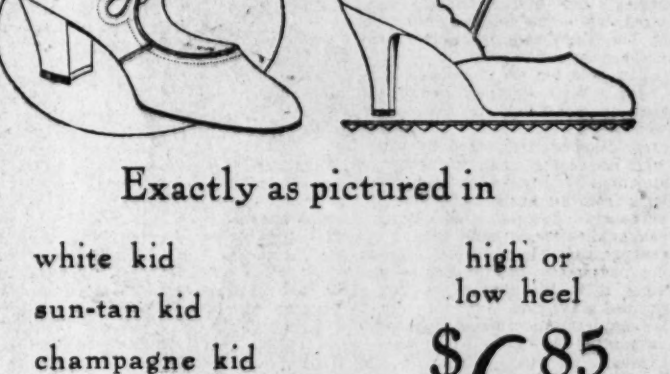 Exactly as pictured in
white kid
sun-tan kid
champagne kid
high or
low heel
$ 85